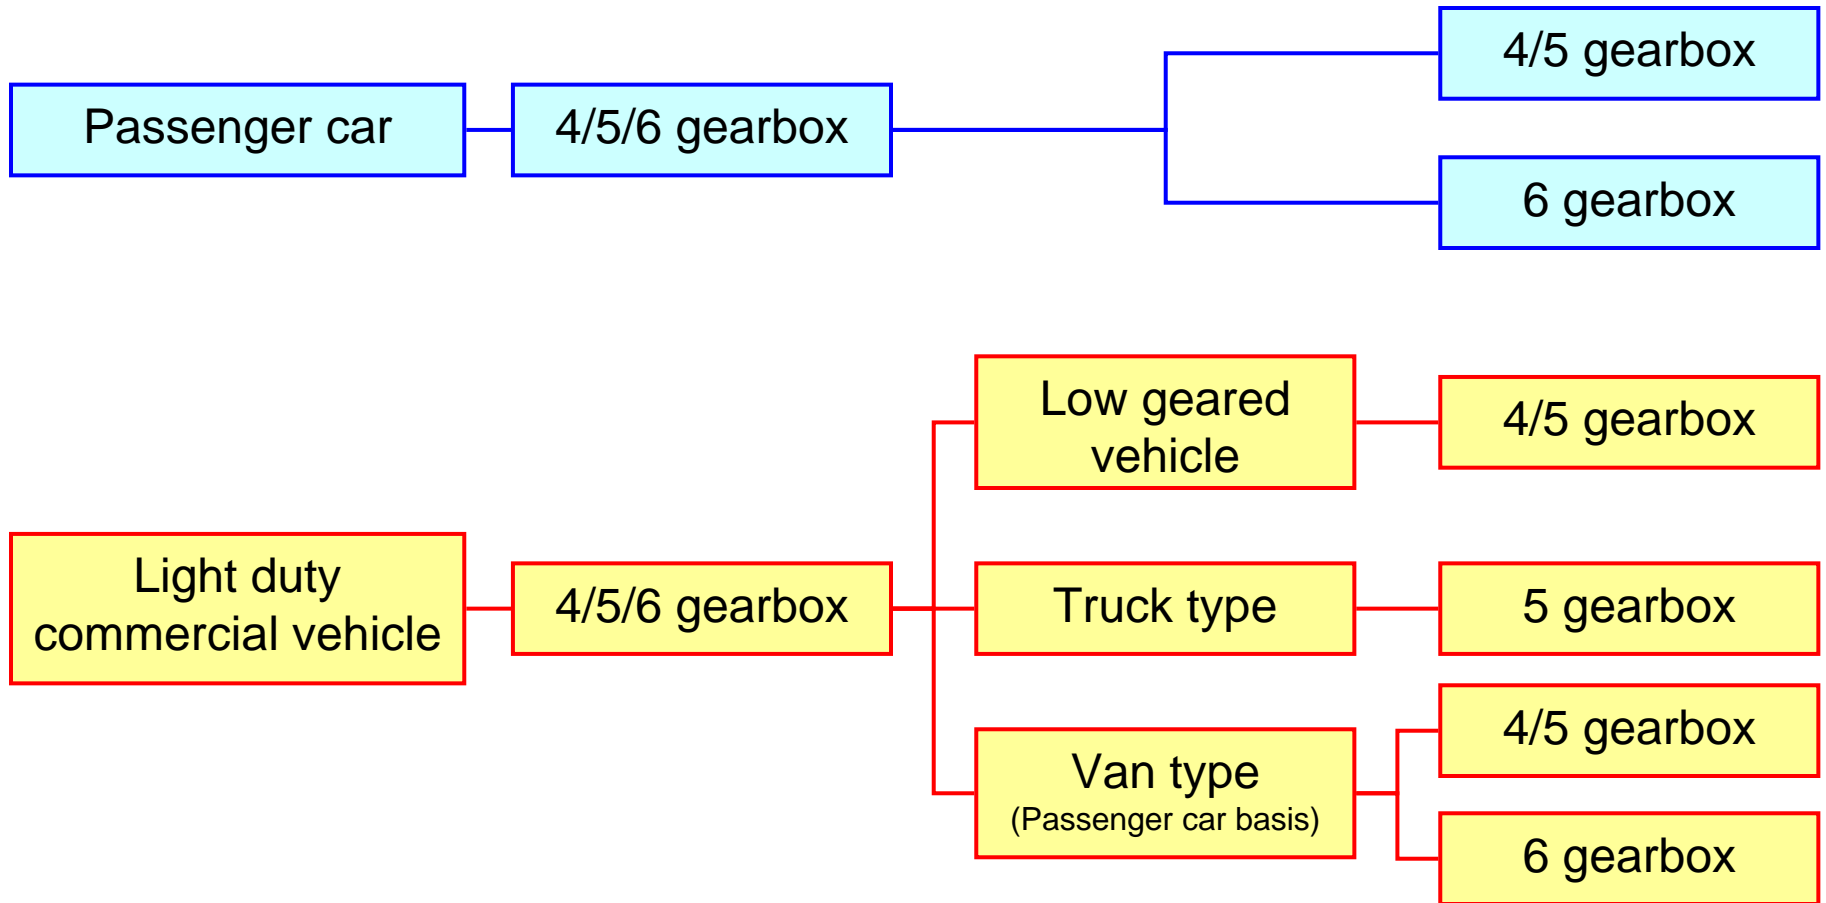 Passenger car
4/5/6 gearbox
4/5 gearbox
6 gearbox
Light duty
commercial vehicle
4/5/6 gearbox
Low geared
vehicle
4/5 gearbox
Truck type
5 gearbox
Van type
(Passenger car basis)
4/5 gearbox
6 gearbox